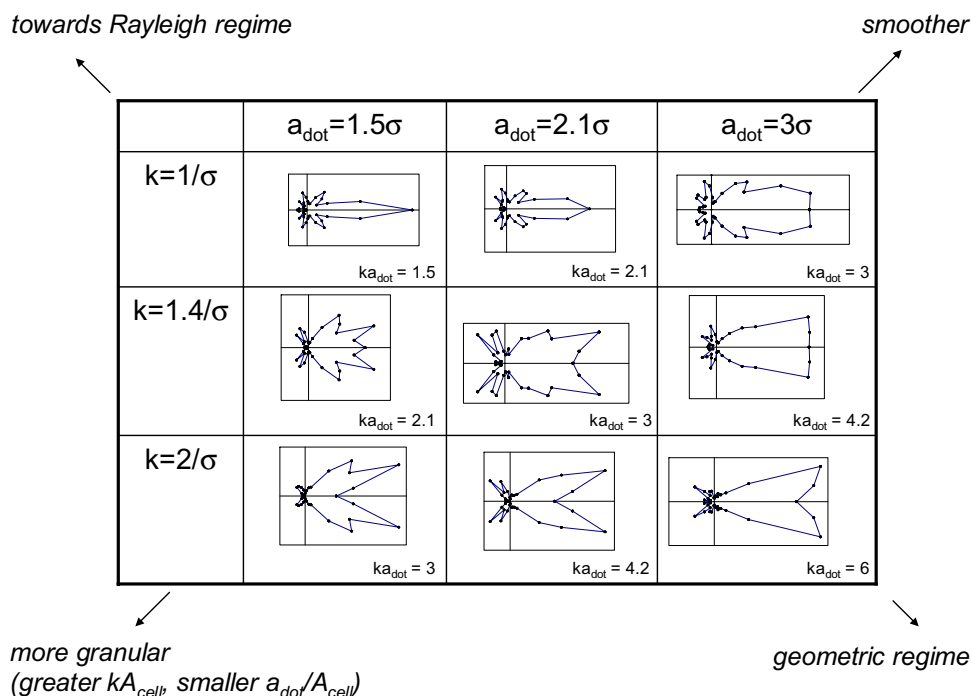 towards Rayleigh regime
smoother
a_dot=1.5σ
a_dot=2.1σ
a_dot=3σ
k=1/σ
ka_dot = 1.5
ka_dot = 2.1
ka_dot = 3
k=1.4/σ
ka_dot = 2.1
ka_dot = 3
ka_dot = 4.2
k=2/σ
ka_dot = 3
ka_dot = 4.2
ka_dot = 6
more granular
(greater kA_cell, smaller a_dot/A_cell)
geometric regime